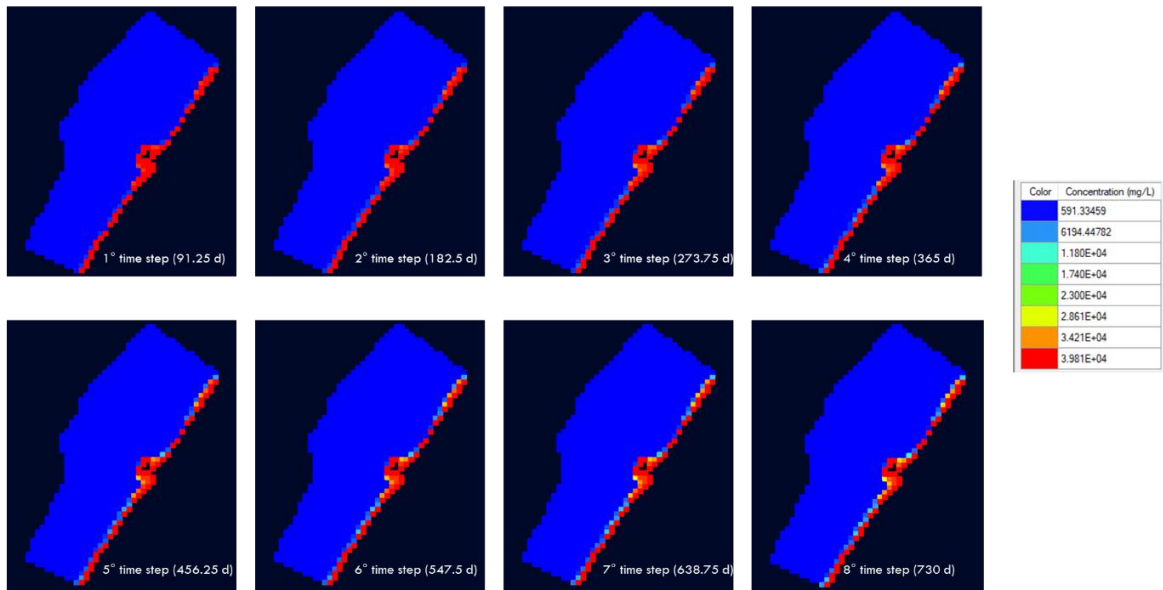 1° time step (91.25 d)
2° time step (182.5 d)
3° time step (273.75 d)
4° time step (365 d)
Color Concentration (mg/L)
591.33459
6194.44782
1.180E+04
1.740E+04
2.300E+04
2.861E+04
3.421E+04
3.981E+04
5° time step (456.25 d)
6° time step (547.5 d)
7° time step (638.75 d)
8° time step (730 d)